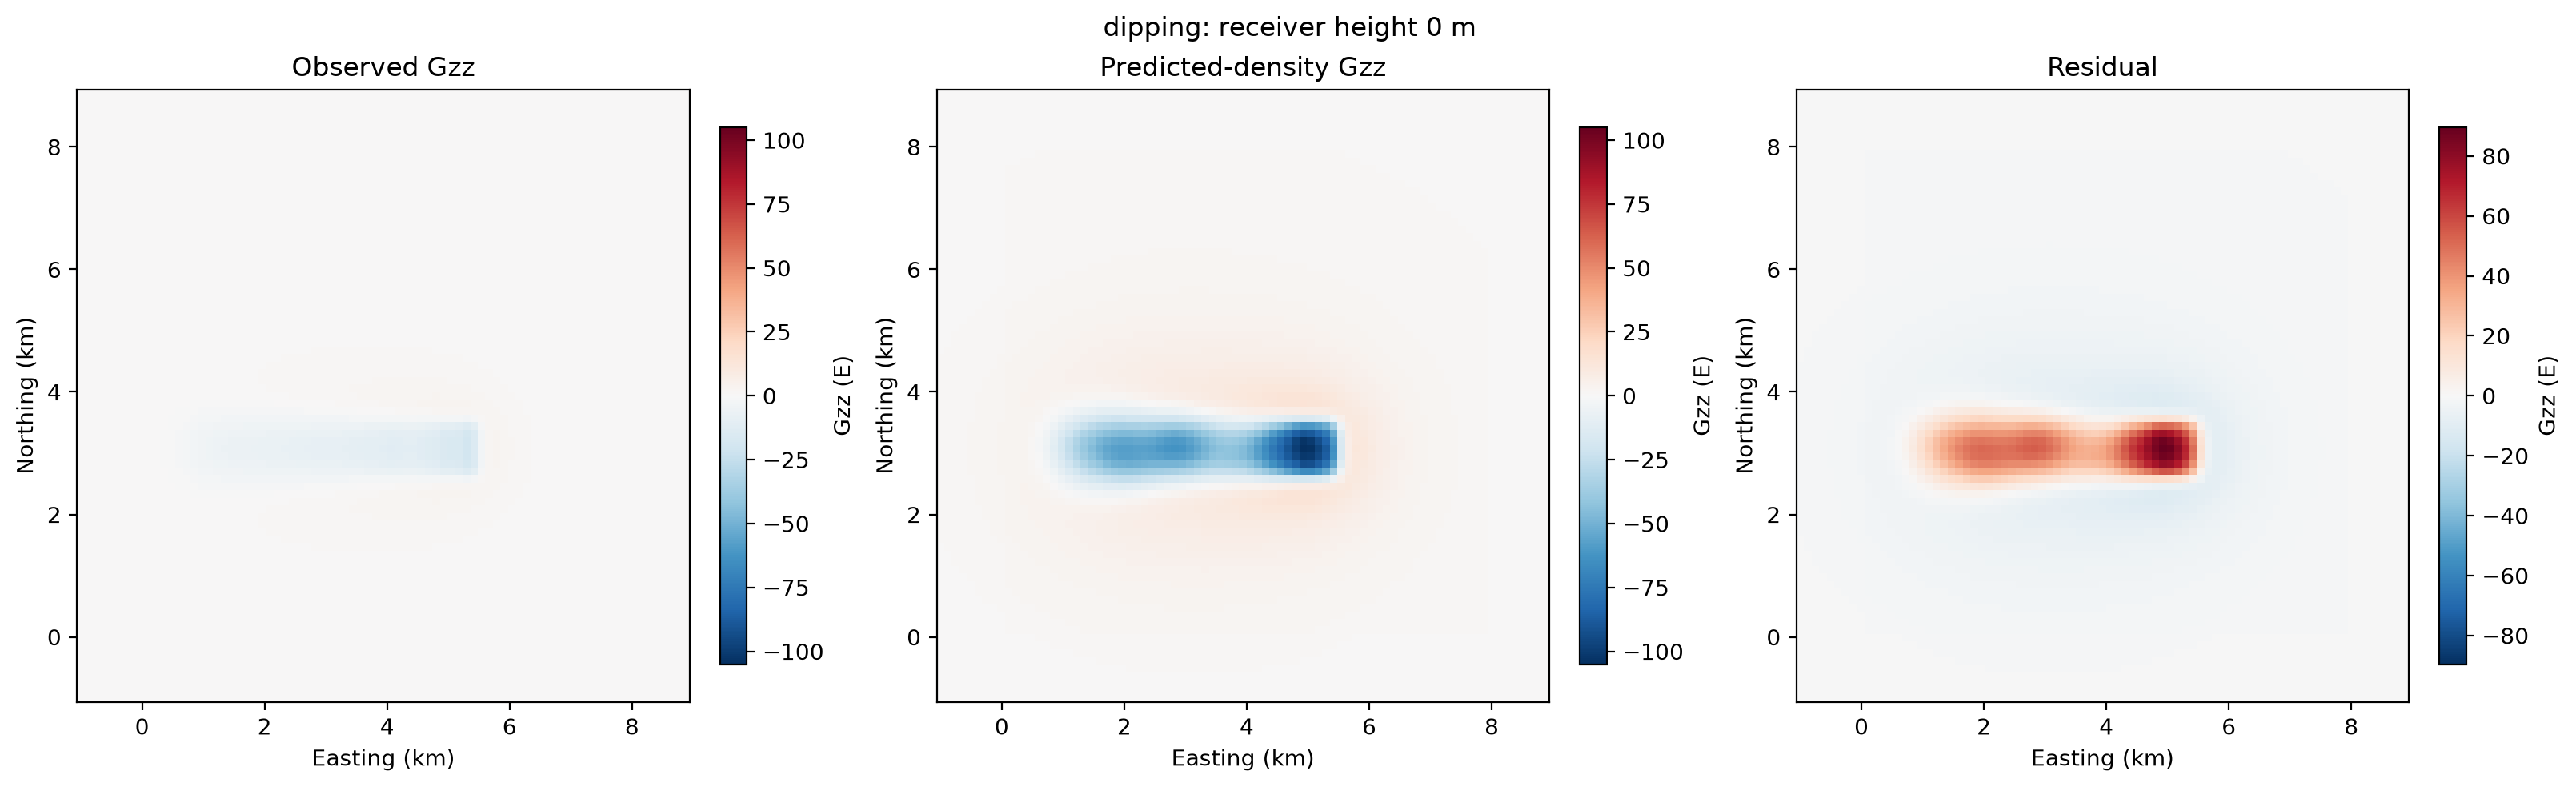 dipping: receiver height 0 m
Observed Gzz
Northing (km)
8
6
4
2
0
0 2 4 6 8
Easting (km)
100
75
50
25
0
−25
−50
−75
−100
Gzz (E)
Predicted-density Gzz
Northing (km)
8
6
4
2
0
0 2 4 6 8
Easting (km)
100
75
50
25
0
−25
−50
−75
−100
Gzz (E)
Residual
Northing (km)
8
6
4
2
0
0 2 4 6 8
Easting (km)
80
60
40
20
0
−20
−40
−60
−80
Gzz (E)